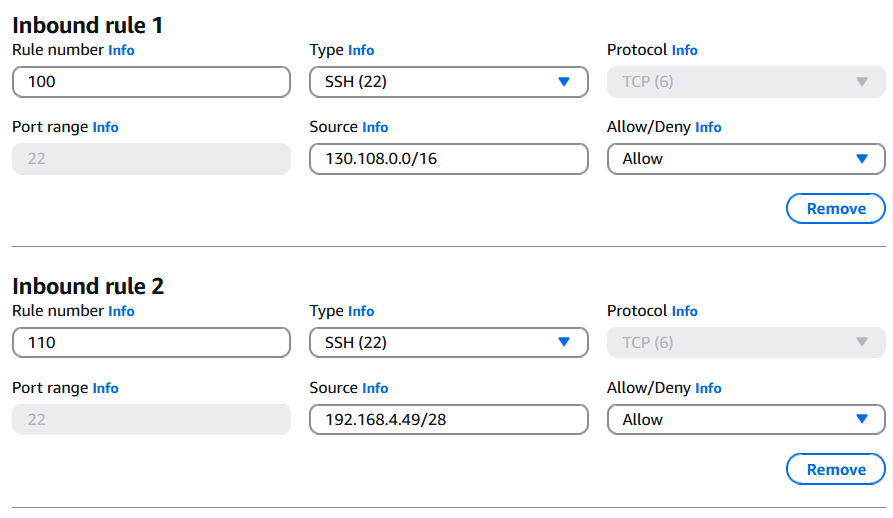 Inbound rule 1
Rule number Info Type Info Protocol Info
100 SSH (22) TCP (6)
Port range Info Source Info Allow/Deny Info
22 130.108.0.0/16 Allow
Remove
Inbound rule 2
Rule number Info Type Info Protocol Info
110 SSH (22) TCP (6)
Port range Info Source Info Allow/Deny Info
22 192.168.4.49/28 Allow
Remove